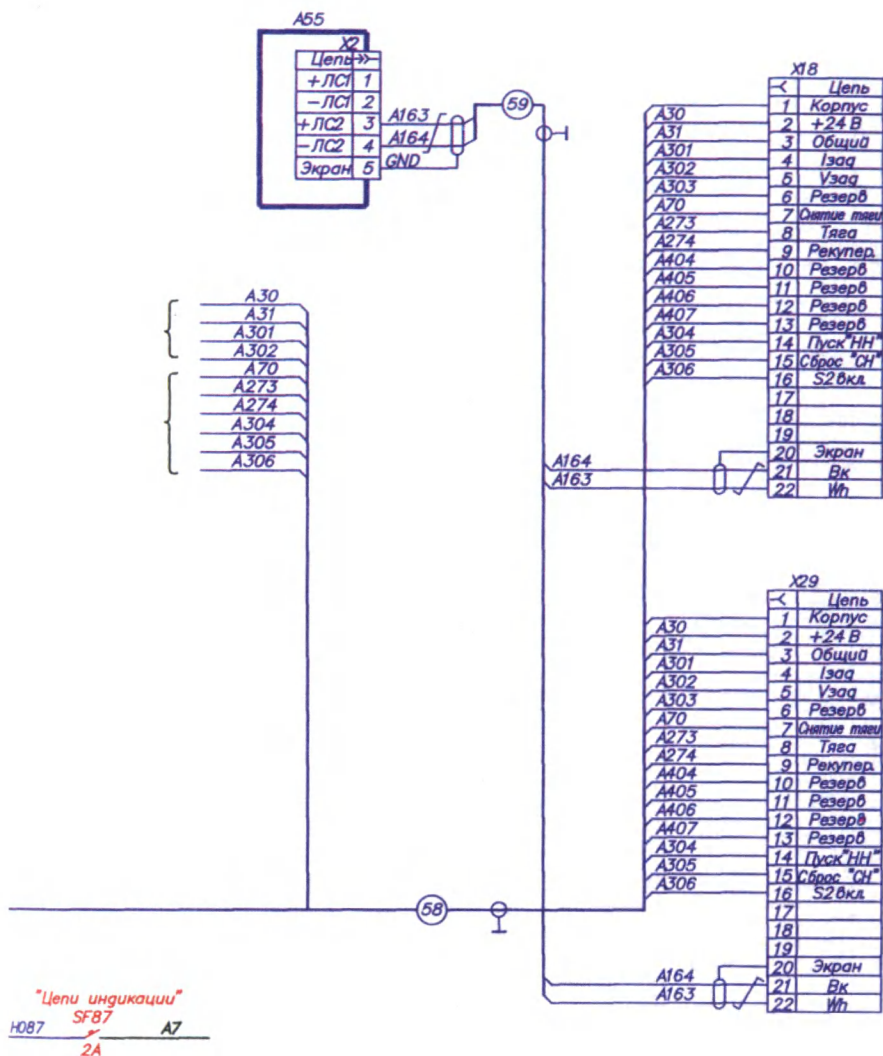 A55
X2
Цепь
+ЛС1 1
-ЛС1 2
+ЛС2 3
-ЛС2 4
Экран 5
A163
A164
GND
59
A30
A31
A301
A302
A70
A273
A274
A304
A305
A306
X18
Цепь
1 Корпус
A30 2 +24 В
A31 3 Общий
A301 4 Iзад
A302 5 Vзад
A303 6 Резерв
A70 7 Снятие тяги
A273 8 Тяга
A274 9 Рекупер.
A404 10 Резерв
A405 11 Резерв
A406 12 Резерв
A407 13 Резерв
A304 14 Пуск"НН"
A305 15 Сброс "СН"
A306 16 S2вкл
17
18
19
20 Экран
A164 21 Вк
A163 22 Wh
X29
Цепь
1 Корпус
A30 2 +24 В
A31 3 Общий
A301 4 Iзад
A302 5 Vзад
A303 6 Резерв
A70 7 Снятие тяги
A273 8 Тяга
A274 9 Рекупер.
A404 10 Резерв
A405 11 Резерв
A406 12 Резерв
A407 13 Резерв
A304 14 Пуск"НН"
A305 15 Сброс "СН"
A306 16 S2вкл
17
18
19
20 Экран
A164 21 Вк
A163 22 Wh
58
"Цепи индикации"
SF87
H087 A7
2A